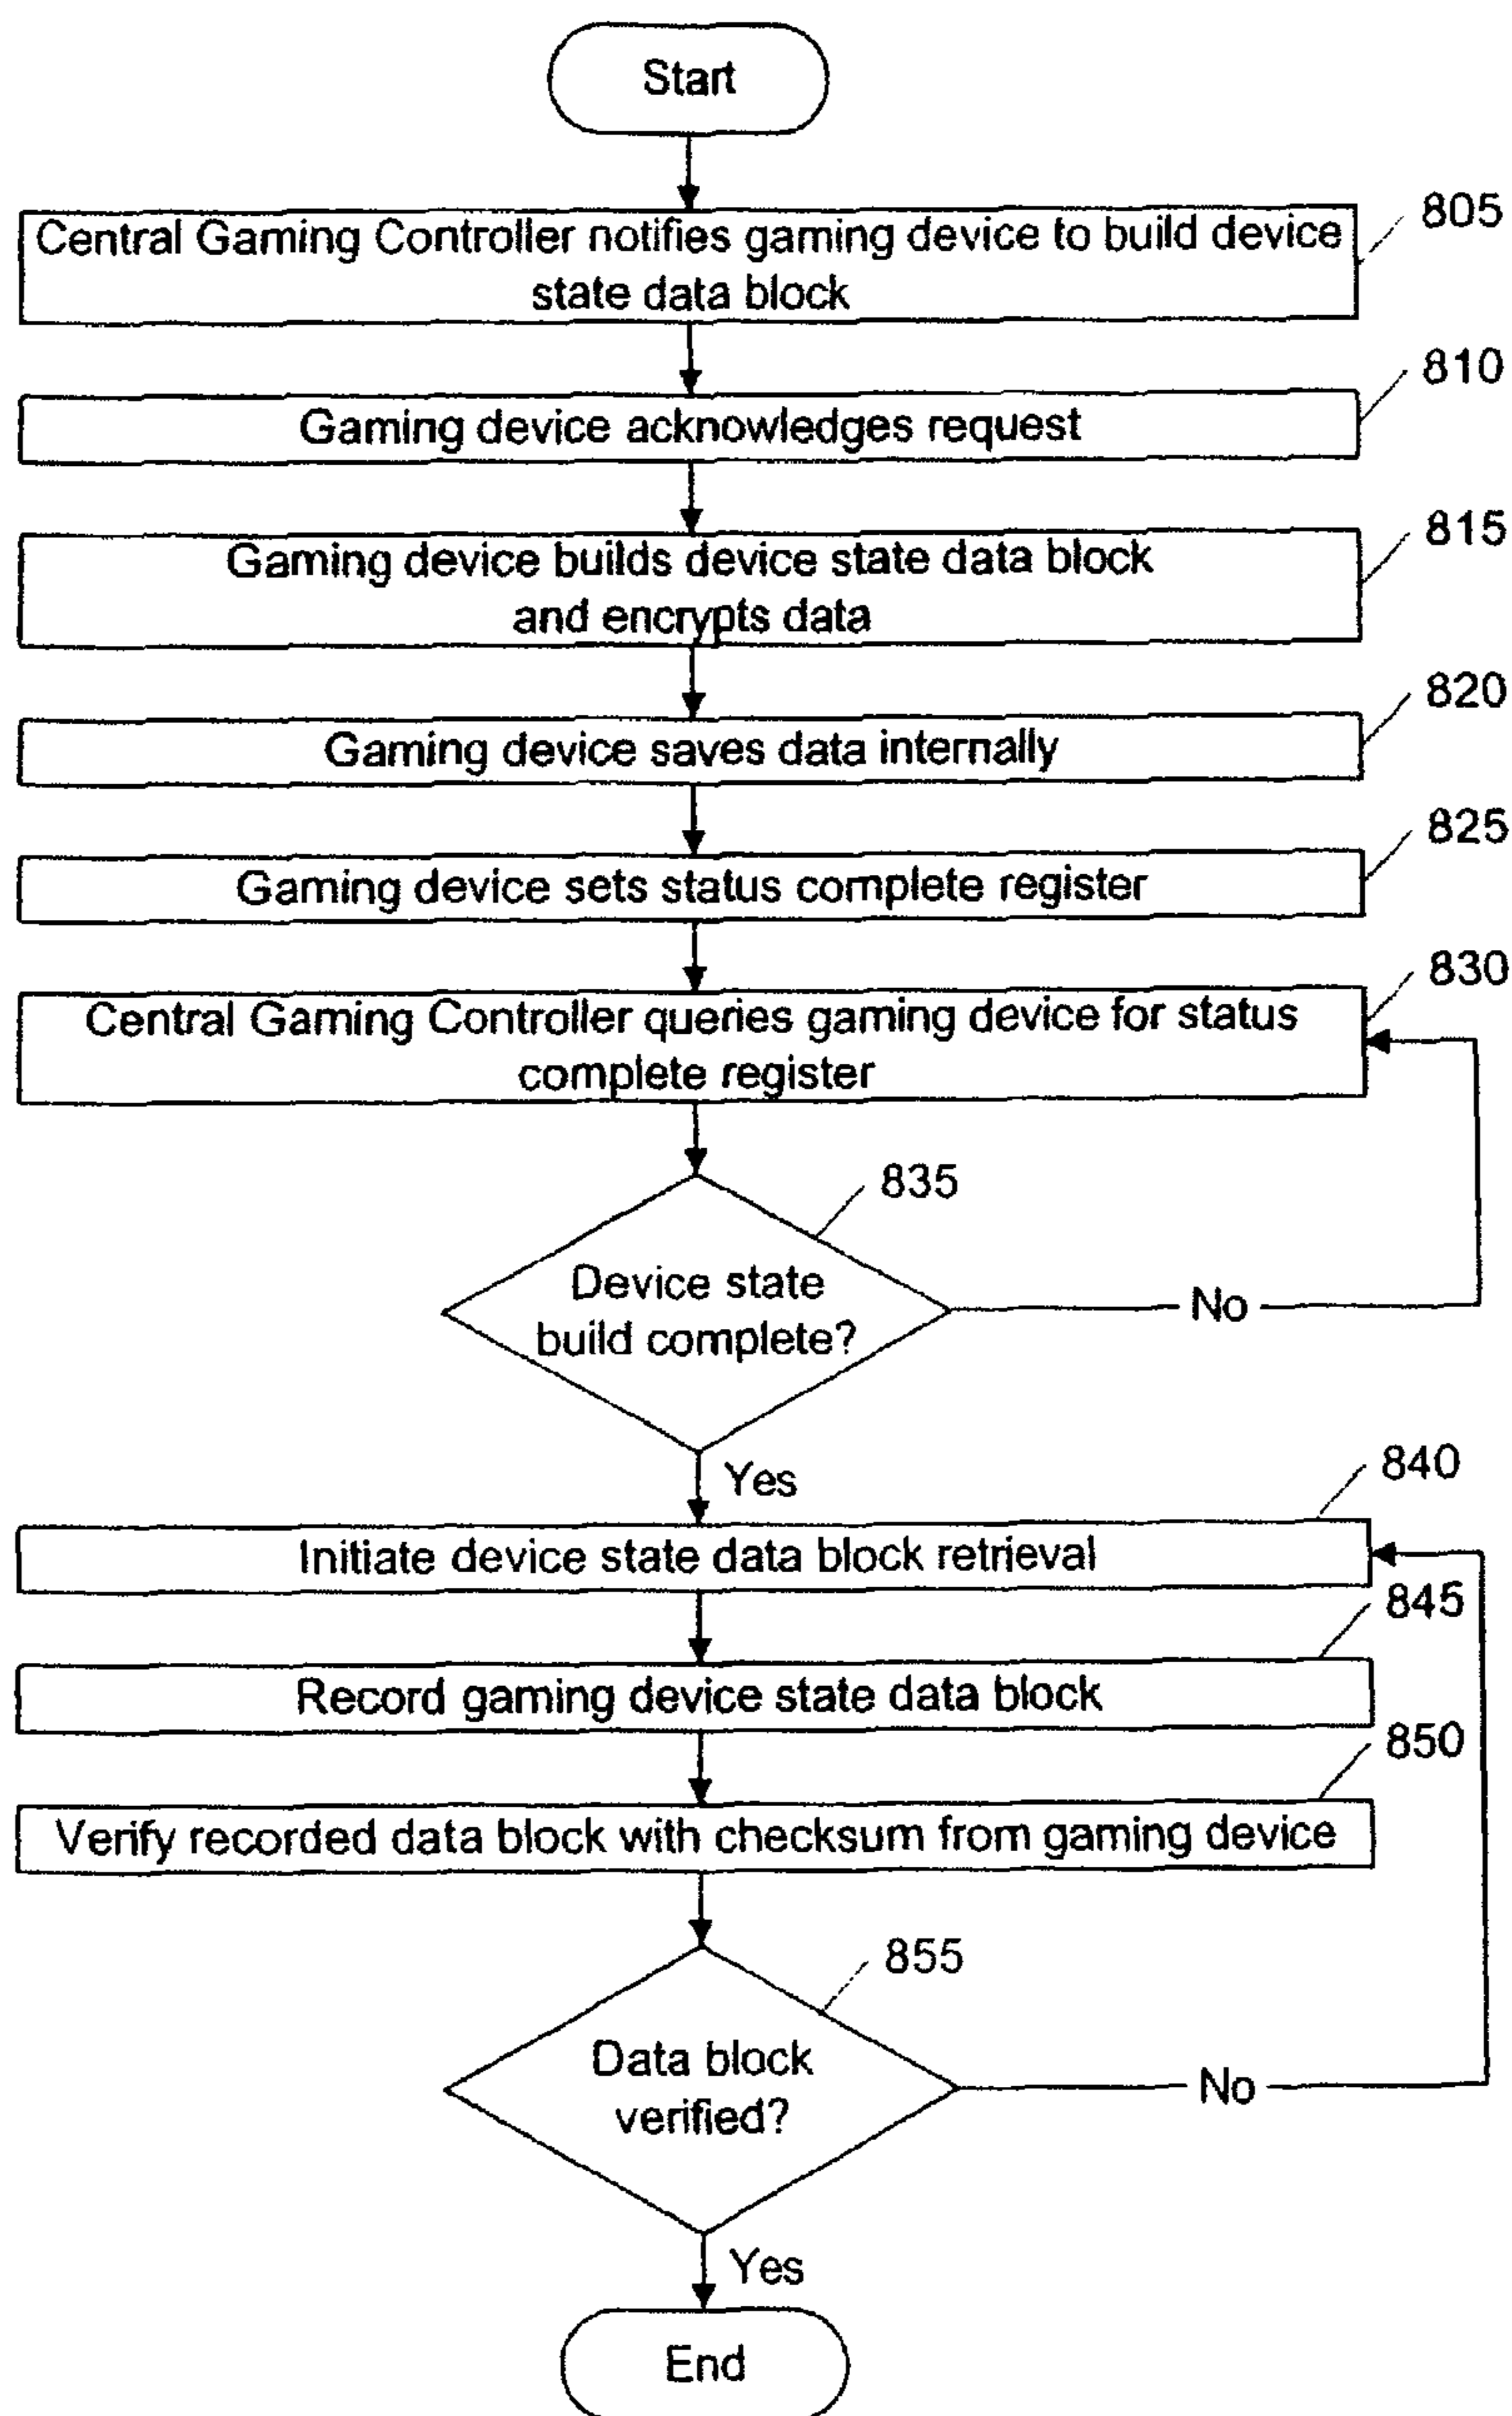 Start
805
Central Gaming Controller notifies gaming device to build device
state data block
810
Gaming device acknowledges request
815
Gaming device builds device state data block
and encrypts data
820
Gaming device saves data internally
825
Gaming device sets status complete register
830
Central Gaming Controller queries gaming device for status
complete register
835
Device state
build complete?
No
Yes
840
Initiate device state data block retrieval
845
Record gaming device state data block
850
Verify recorded data block with checksum from gaming device
855
Data block
verified?
No
Yes
End